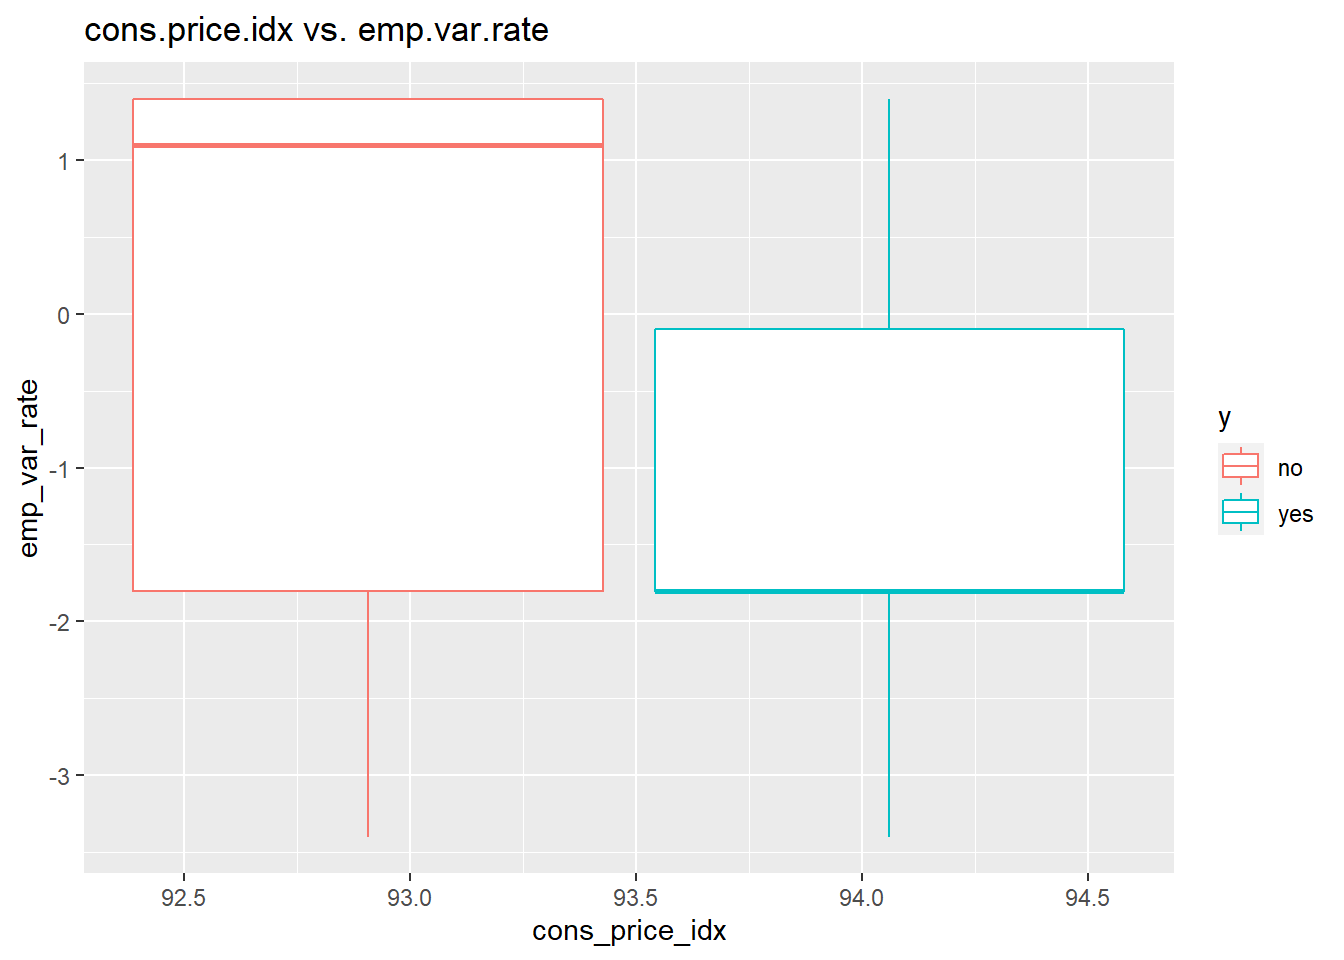 cons.price.idx vs. emp.var.rate
1
0
-1
-2
-3
emp_var_rate
92.5 93.0 93.5 94.0 94.5
cons_price_idx
y
no
yes